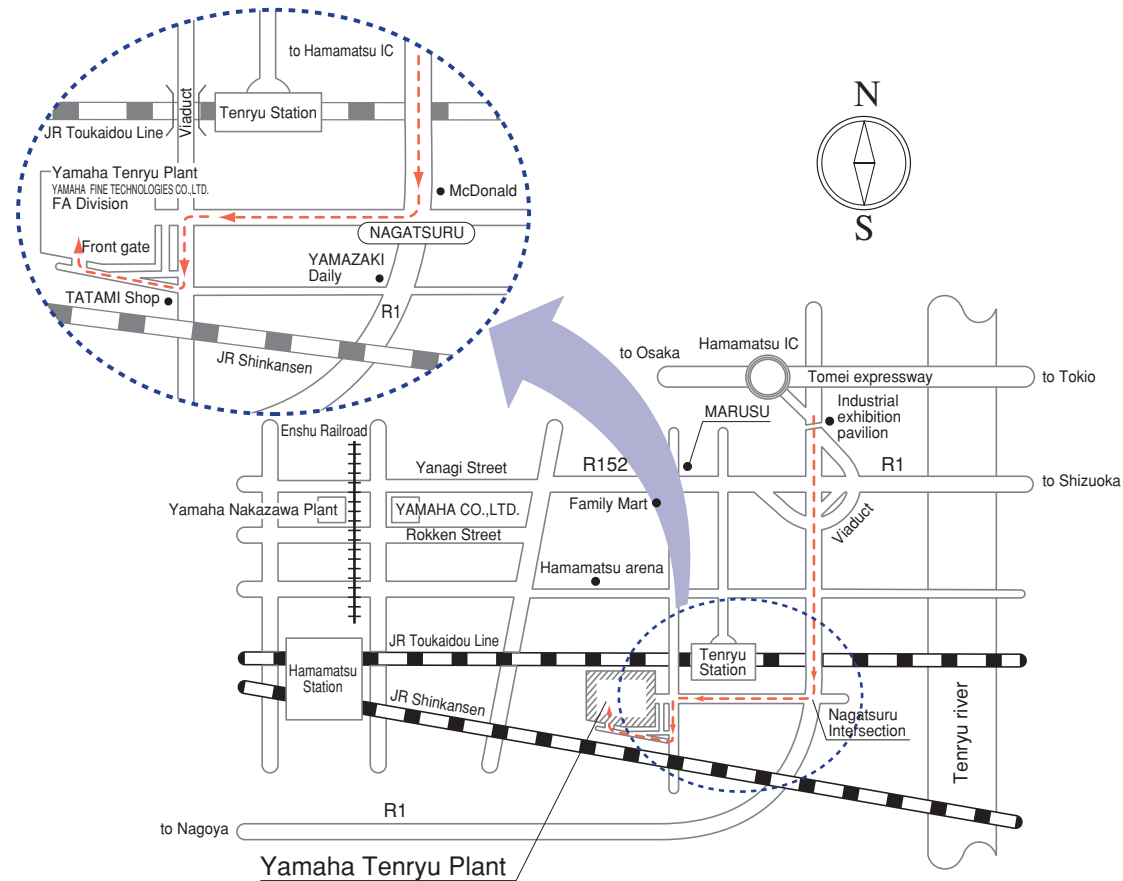 to Hamamatsu IC
Viaduct
Tenryu Station
JR Toukaidou Line
Yamaha Tenryu Plant
YAMAHA FINE TECHNOLOGIES CO.,LTD.
FA Division
McDonald
NAGATSURU
Front gate
YAMAZAKI
Daily
TATAMI Shop
R1
JR Shinkansen
N
S
Hamamatsu IC
to Osaka
Tomei expressway
to Tokio
MARUSU
Industrial
exhibition
pavilion
Enshu Railroad
Yanagi Street
R152
R1
to Shizuoka
Yamaha Nakazawa Plant
YAMAHA CO.,LTD.
Family Mart
Rokken Street
Viaduct
Hamamatsu arena
JR Toukaidou Line
Tenryu
Station
Hamamatsu
Station
JR Shinkansen
Nagatsuru
Intersection
Tenryu river
R1
to Nagoya
Yamaha Tenryu Plant